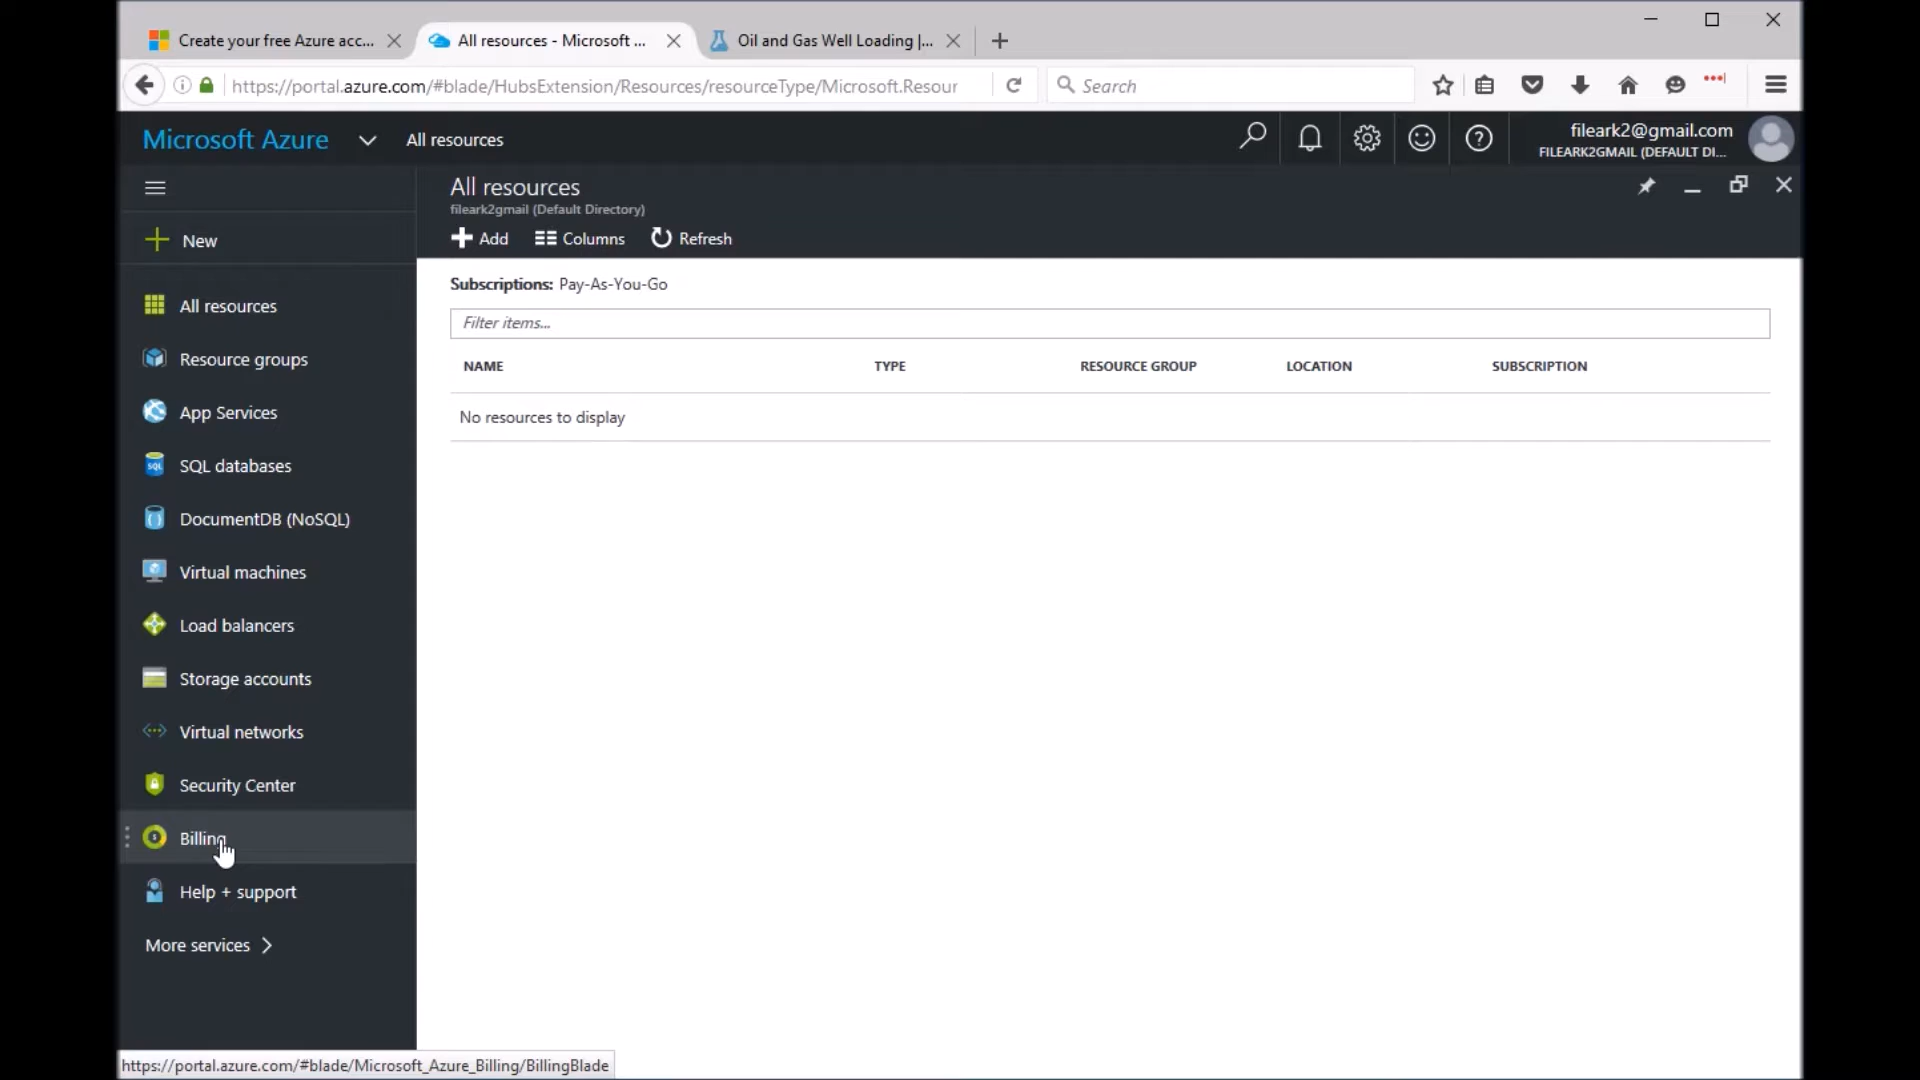 Create your free Azure acc...
All resources - Microsoft ...
Oil and Gas Well Loading |...
https://portal.azure.com/#blade/HubsExtension/Resources/resourceType/Microsoft.Resour
Search
Microsoft Azure
All resources
fileark2@gmail.com
FILEARK2GMAIL (DEFAULT DI...
All resources
fileark2gmail (Default Directory)
Add
Columns
Refresh
New
All resources
Resource groups
App Services
SQL databases
DocumentDB (NoSQL)
Virtual machines
Load balancers
Storage accounts
Virtual networks
Security Center
Billing
Help + support
More services
Subscriptions: Pay-As-You-Go
Filter items...
NAME TYPE RESOURCE GROUP LOCATION SUBSCRIPTION
No resources to display
https://portal.azure.com/#blade/Microsoft_Azure_Billing/BillingBlade